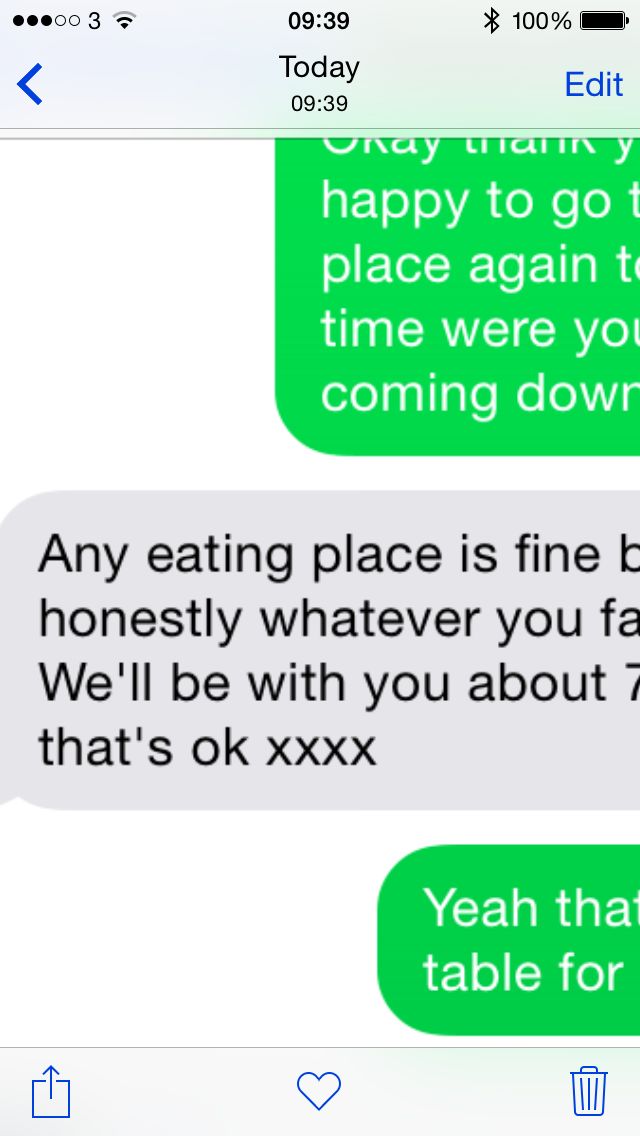 3 09:39 100%
Today
09:39
Edit
Okay thank y
happy to go t
place again to
time were you
coming down
Any eating place is fine b
honestly whatever you fa
We'll be with you about 7
that's ok xxxx
Yeah that
table for